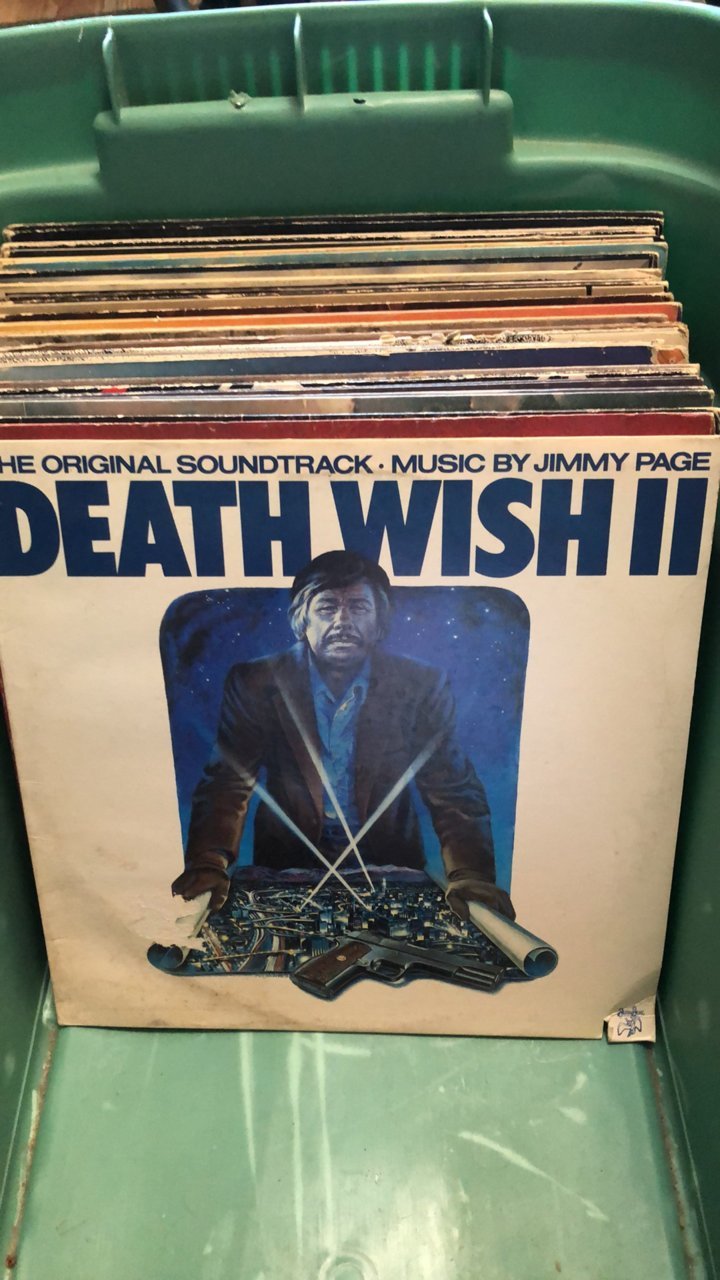 HE ORIGINAL SOUNDTRACK · MUSIC BY JIMMY PAGE
DEATH WISH II